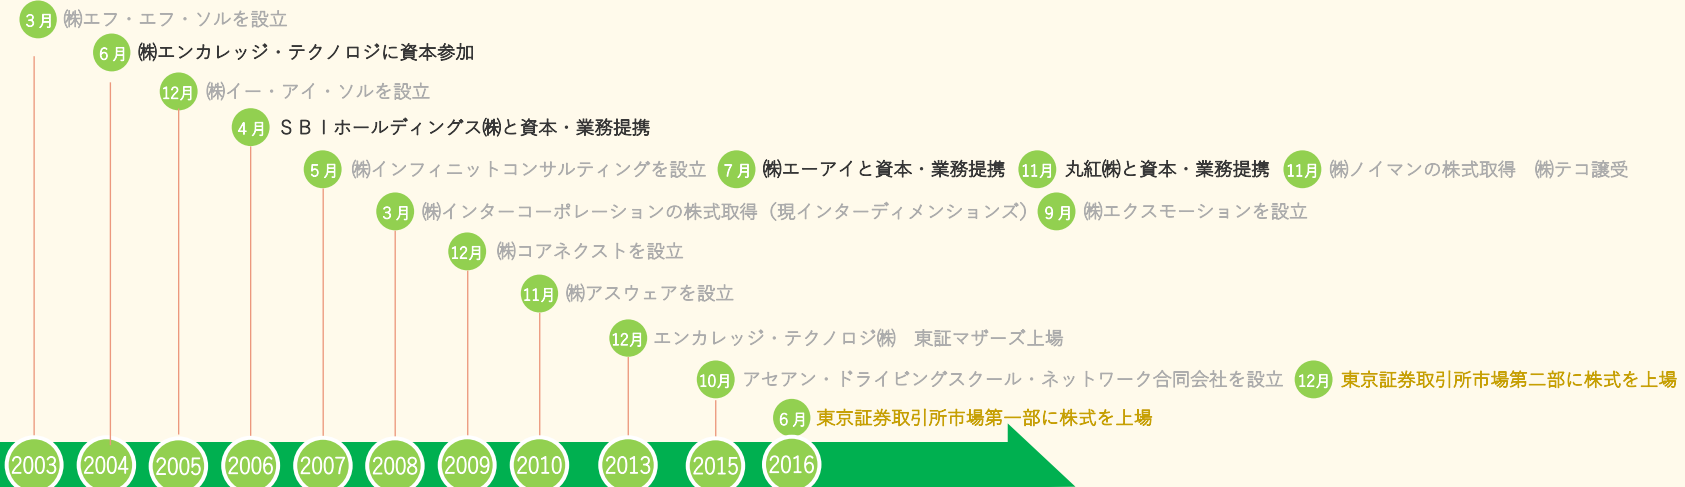 3月 ㈱エフ・エフ・ソルを設立
6月 ㈱エンカレッジ・テクノロジに資本参加
12月 ㈱イー・アイ・ソルを設立
4月 ＳＢＩホールディングス㈱と資本・業務提携
5月 ㈱インフィニットコンサルティングを設立 7月 ㈱エーアイと資本・業務提携 11月 丸紅㈱と資本・業務提携 11月 ㈱ノイマンの株式取得　㈱テコ譲受
3月 ㈱インターコーポレーションの株式取得（現インターディメンションズ） 9月 ㈱エクスモーションを設立
12月 ㈱コアネクストを設立
11月 ㈱アスウェアを設立
12月 エンカレッジ・テクノロジ㈱　東証マザーズ上場
10月 アセアン・ドライビングスクール・ネットワーク合同会社を設立 12月 東京証券取引所市場第二部に株式を上場
6月 東京証券取引所市場第一部に株式を上場
2003 2004 2005 2006 2007 2008 2009 2010 2013 2015 2016